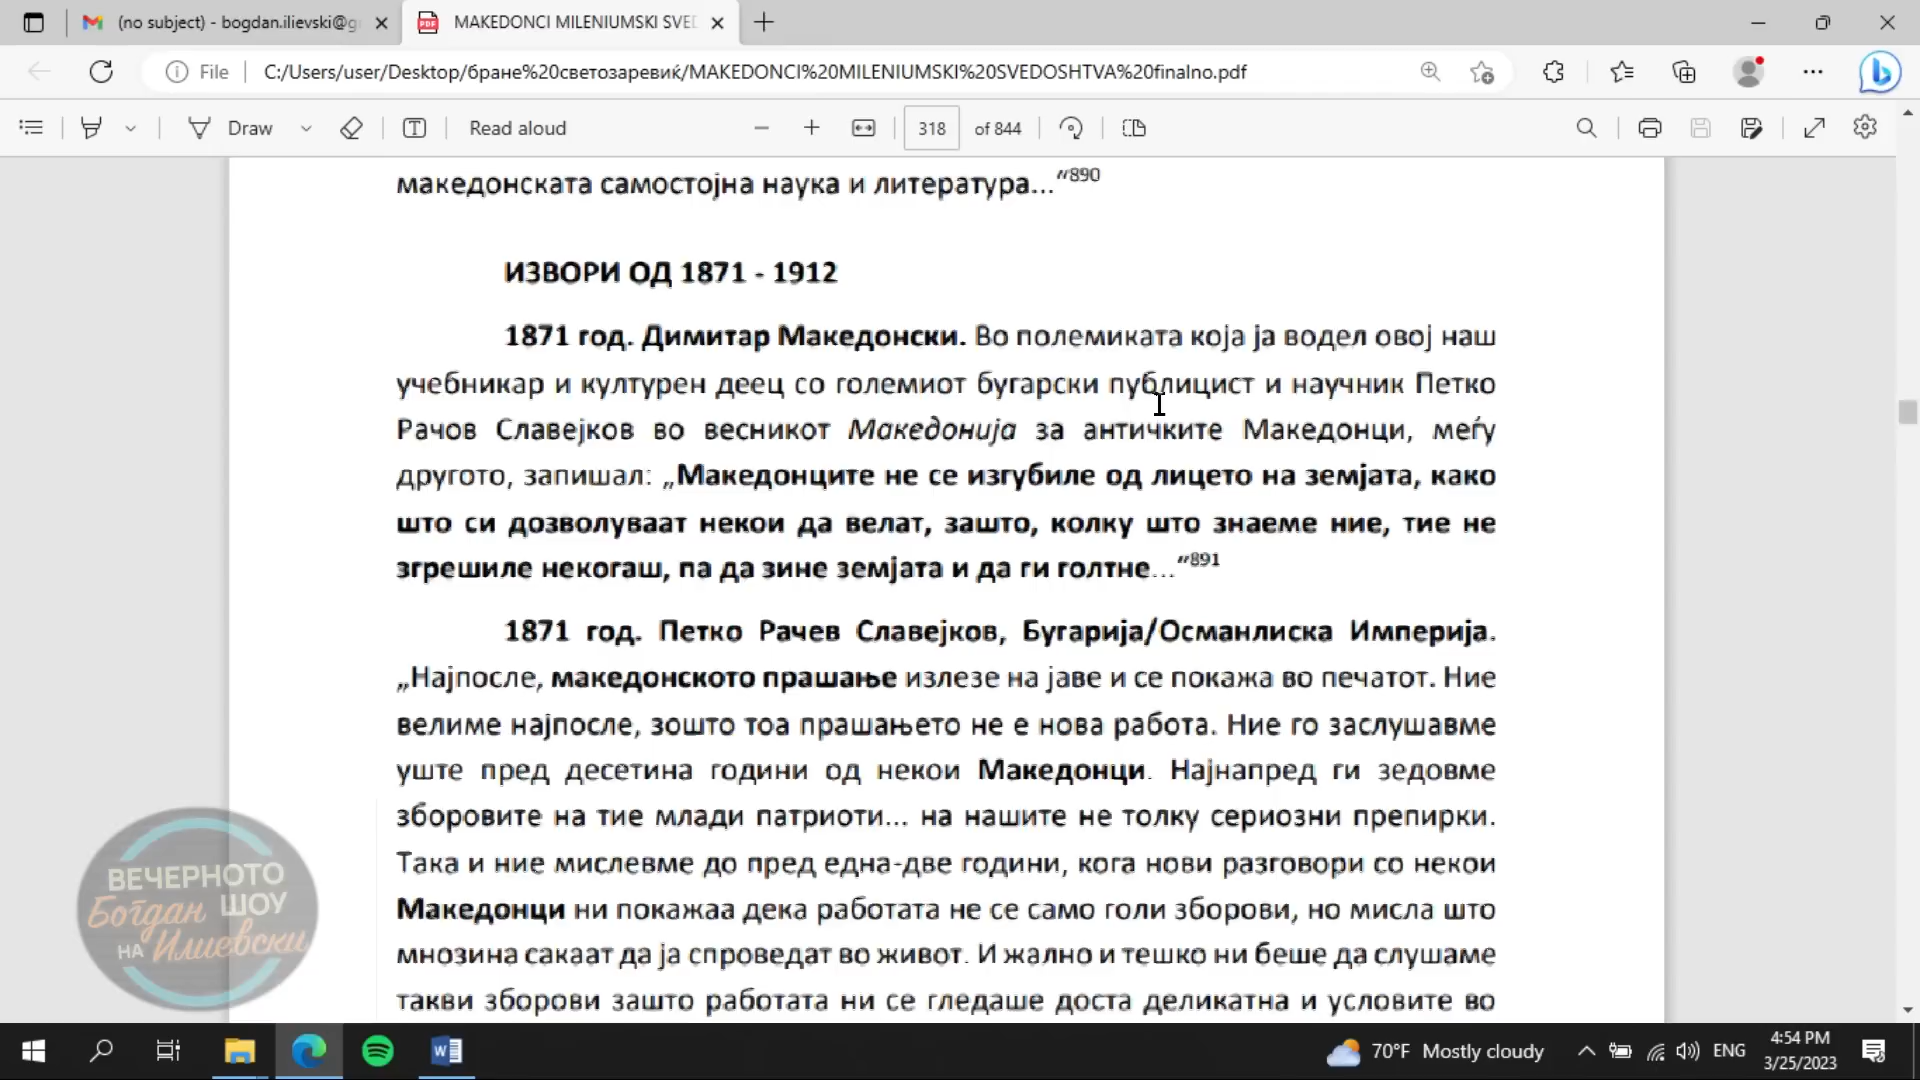 (no subject) - bogdan.ilievski@g
MAKEDONCI MILENIUMSKI SVED
File
C:/Users/user/Desktop/бране%20светозаревиќ/MAKEDONCI%20MILENIUMSKI%20SVEDOSHTVA%20finalno.pdf
Draw
Read aloud
318 of 844
македонската самостојна наука и литература...“890
ИЗВОРИ ОД 1871 - 1912
1871 год. Димитар Македонски. Во полемиката која ја водел овој наш
учебникар и културен деец со големиот бугарски публицист и научник Петко
Рачов Славејков во весникот Македонија за античките Македонци, меѓу
другото, запишал: „Македонците не се изгубиле од лицето на земјата, како
што си дозволуваат некои да велат, зашто, колку што знаеме ние, тие не
згрешиле некогаш, па да зине земјата и да ги голтне...“891
1871 год. Петко Рачев Славејков, Бугарија/Османлиска Империја.
„Најпосле, македонското прашање излезе на јаве и се покажа во печатот. Ние
велиме најпосле, зошто тоа прашањето не е нова работа. Ние го заслушавме
уште пред десетина години од некои Македонци. Најнапред ги зедовме
зборовите на тие млади патриоти... на нашите не толку сериозни препирки.
Така и ние мислевме до пред една-две години, кога нови разговори со некои
Македонци ни покажаа дека работата не се само голи зборови, но мисла што
мнозина сакаат да ја спроведат во живот. И жално и тешко ни беше да слушаме
такви зборови зашто работата ни се гледаше доста деликатна и условите во
ВЕЧЕРНОТО
ШОУ
НА
Богдан
Илиевски
70°F Mostly cloudy
ENG
4:54 PM
3/25/2023